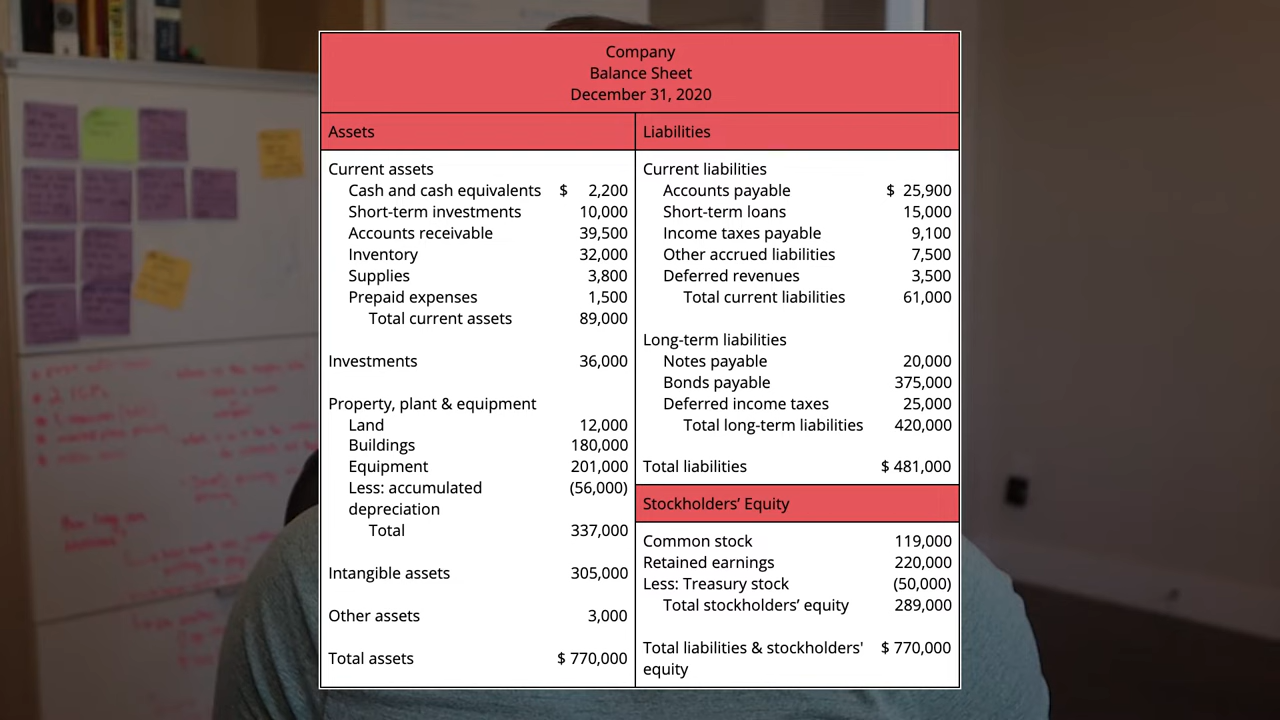 Company
Balance Sheet
December 31, 2020
Assets
Current assets
Cash and cash equivalents $ 2,200
Short-term investments 10,000
Accounts receivable 39,500
Inventory 32,000
Supplies 3,800
Prepaid expenses 1,500
Total current assets 89,000
Investments 36,000
Property, plant & equipment
Land 12,000
Buildings 180,000
Equipment 201,000
Less: accumulated (56,000)
depreciation
Total 337,000
Intangible assets 305,000
Other assets 3,000
Total assets $ 770,000
Liabilities
Current liabilities
Accounts payable $ 25,900
Short-term loans 15,000
Income taxes payable 9,100
Other accrued liabilities 7,500
Deferred revenues 3,500
Total current liabilities 61,000
Long-term liabilities
Notes payable 20,000
Bonds payable 375,000
Deferred income taxes 25,000
Total long-term liabilities 420,000
Total liabilities $ 481,000
Stockholders’ Equity
Common stock 119,000
Retained earnings 220,000
Less: Treasury stock (50,000)
Total stockholders’ equity 289,000
Total liabilities & stockholders' $ 770,000
equity